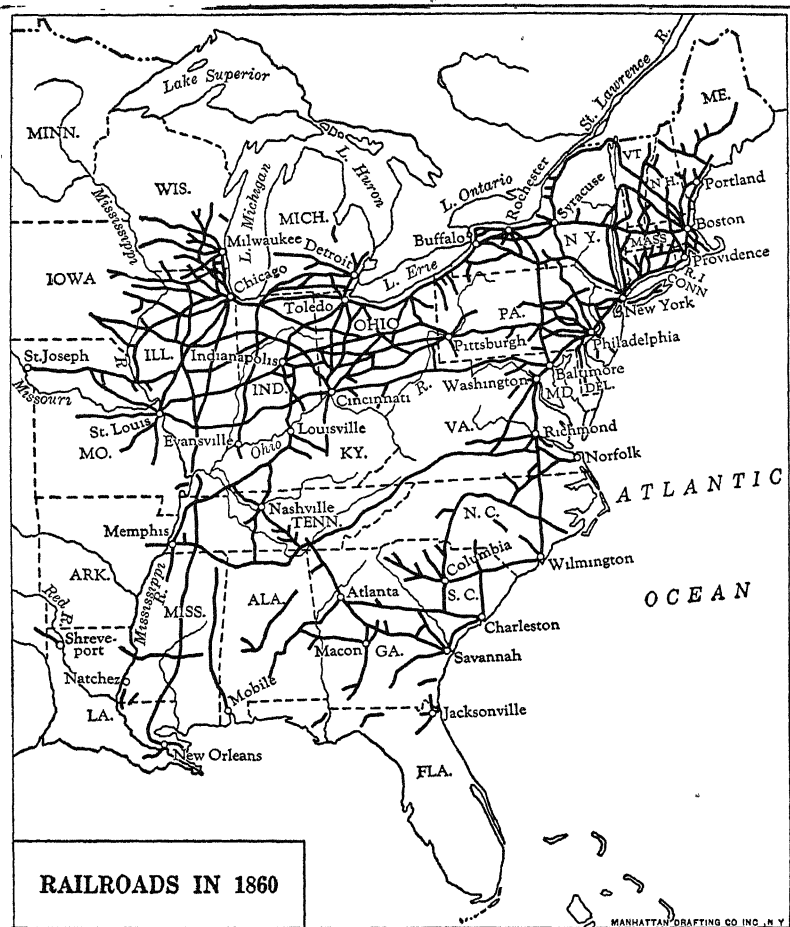 Lake Superior
St. Lawrence R.
ME.
MINN.
VT
L. Huron
WIS.
L. Michigan
N H.
Portland
L. Ontario
Rochester
Syracuse
Mississippi
MICH.
Boston
Milwaukee
Detroit
Buffalo
N Y.
MASS
Providence
R. I
CONN
IOWA
Chicago
L. Erie
New York
Toledo
OHIO
PA.
Pittsburgh
Philadelphia
St. Joseph
R.
ILL.
Indianapolis
Baltimore
Missouri
IND
Cincinnati
R.
Washington
MD.
DEL.
St. Louis
Evansville
Louisville
VA.
Richmond
MO.
Ohio
KY.
Norfolk
ATLANTIC
Nashville
TENN.
N. C.
Memphis
Columbia
Wilmington
ARK.
Mississippi R.
ALA.
Atlanta
S. C.
OCEAN
Red R.
MISS.
Charleston
Shreve-
port
Macon
GA.
Savannah
Natchez
Mobile
LA.
Jacksonville
New Orleans
FLA.
RAILROADS IN 1860
MANHATTAN DRAFTING CO INC , N Y